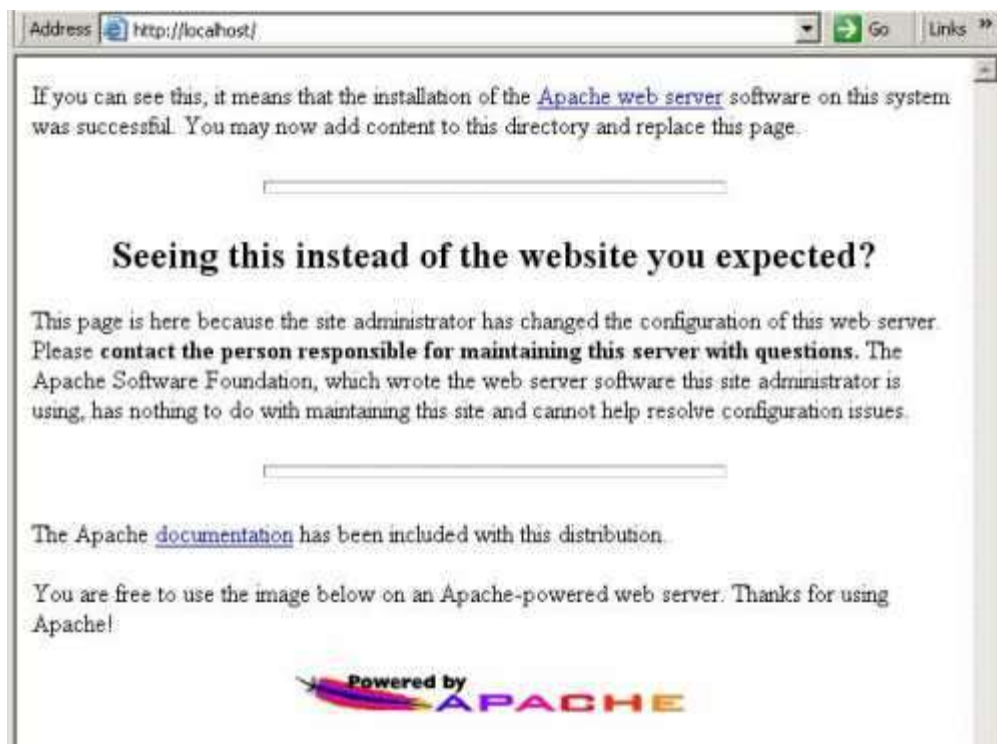 Address http://localhost/ Go Links »
If you can see this, it means that the installation of the Apache web server software on this system
was successful. You may now add content to this directory and replace this page.
Seeing this instead of the website you expected?
This page is here because the site administrator has changed the configuration of this web server.
Please contact the person responsible for maintaining this server with questions. The
Apache Software Foundation, which wrote the web server software this site administrator is
using, has nothing to do with maintaining this site and cannot help resolve configuration issues.
The Apache documentation has been included with this distribution.
You are free to use the image below on an Apache-powered web server. Thanks for using
Apache!
Powered by
APACHE